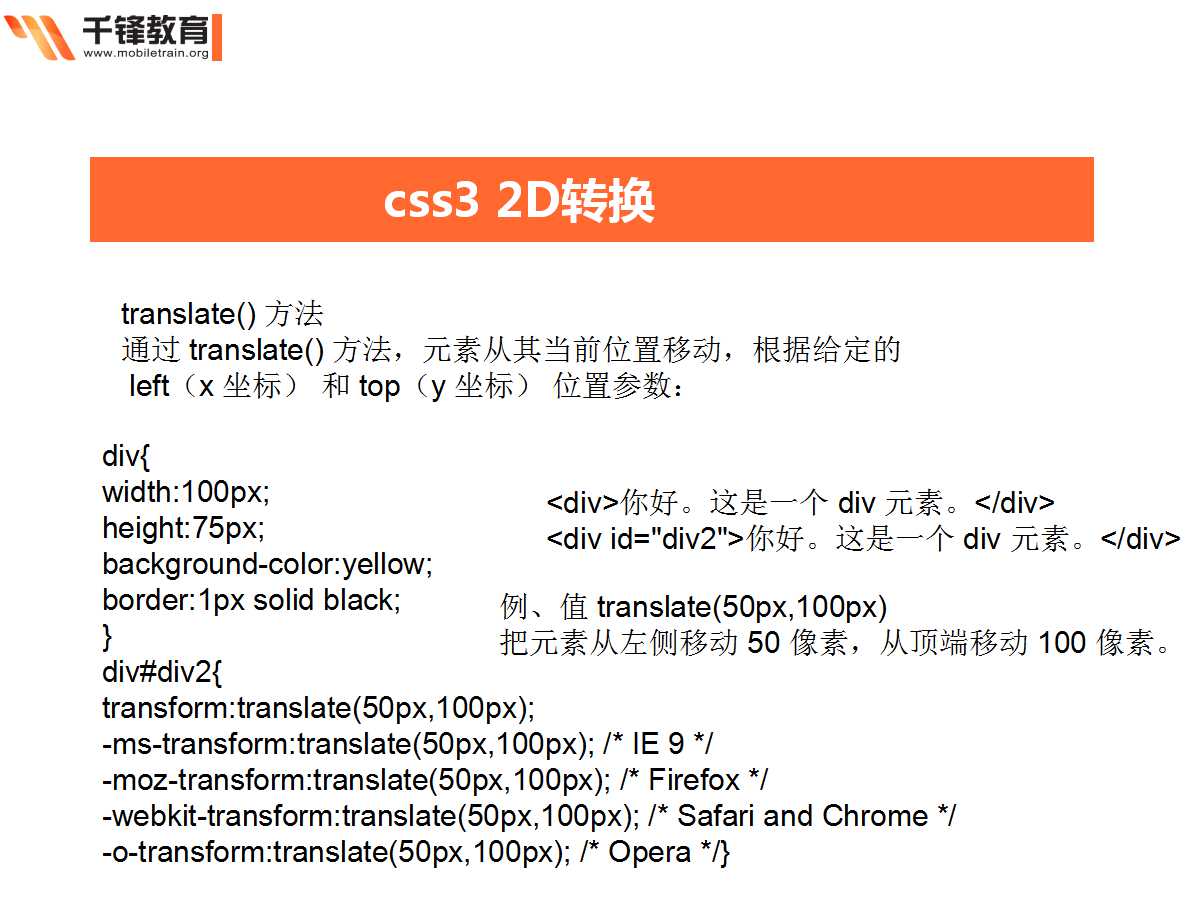 千锋教育
www.mobiletrain.org
css3 2D转换
translate() 方法
通过 translate() 方法，元素从其当前位置移动，根据给定的
left（x 坐标） 和 top（y 坐标） 位置参数：
div{
width:100px;
height:75px;
background-color:yellow;
border:1px solid black;
}
div#div2{
transform:translate(50px,100px);
-ms-transform:translate(50px,100px); /* IE 9 */
-moz-transform:translate(50px,100px); /* Firefox */
-webkit-transform:translate(50px,100px); /* Safari and Chrome */
-o-transform:translate(50px,100px); /* Opera */}
<div>你好。这是一个 div 元素。</div>
<div id="div2">你好。这是一个 div 元素。</div>
例、值 translate(50px,100px)
把元素从左侧移动 50 像素，从顶端移动 100 像素。